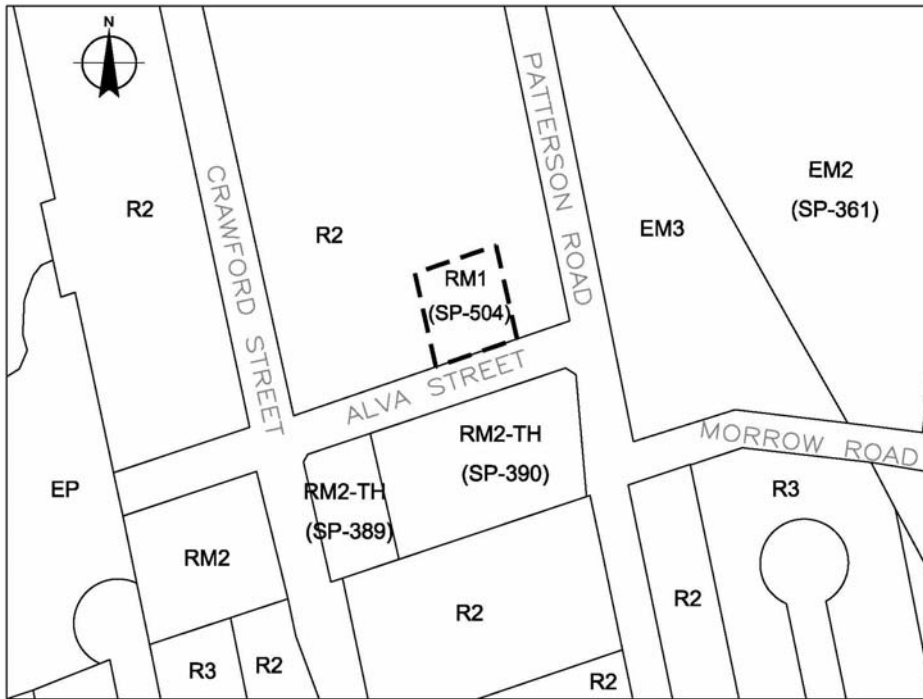 N
PATTERSON ROAD
CRAWFORD STREET
EM2
(SP-361)
R2
EM3
R2
RM1
(SP-504)
ALVA STREET
RM2-TH
(SP-390)
MORROW ROAD
EP
RM2-TH
(SP-389)
R3
RM2
R2
R2
R3
R2
R2